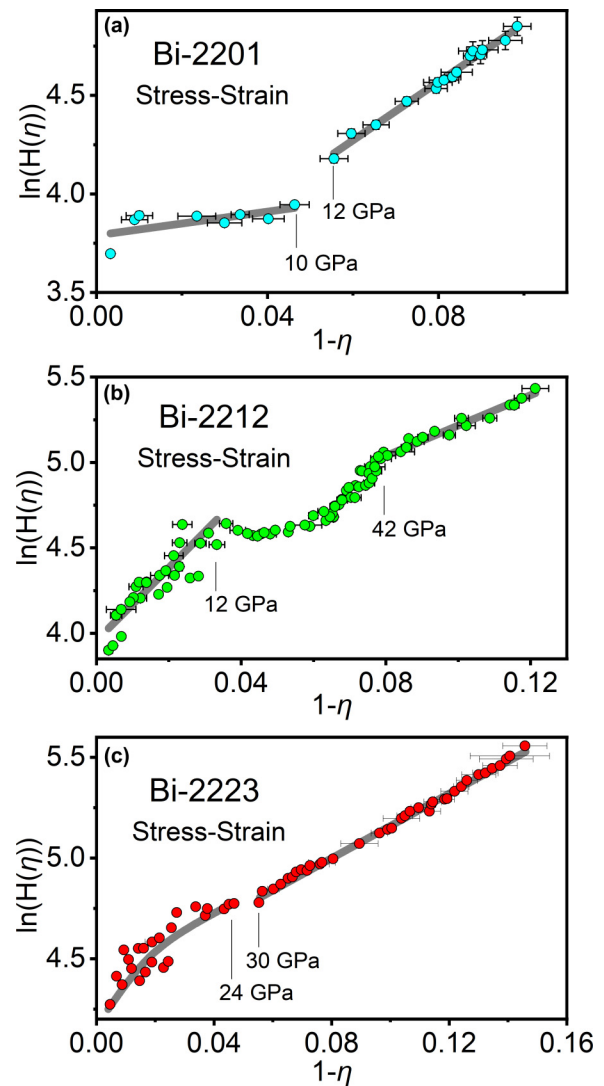 (a)
Bi-2201
Stress-Strain
ln(H(η))
4.5
4.0
3.5
12 GPa
10 GPa
0.00
0.04
0.08
1-η
(b)
Bi-2212
Stress-Strain
ln(H(η))
5.5
5.0
4.5
4.0
42 GPa
12 GPa
0.00
0.04
0.08
0.12
1-η
(c)
Bi-2223
Stress-Strain
ln(H(η))
5.5
5.0
4.5
30 GPa
24 GPa
0.00
0.04
0.08
0.12
0.16
1-η